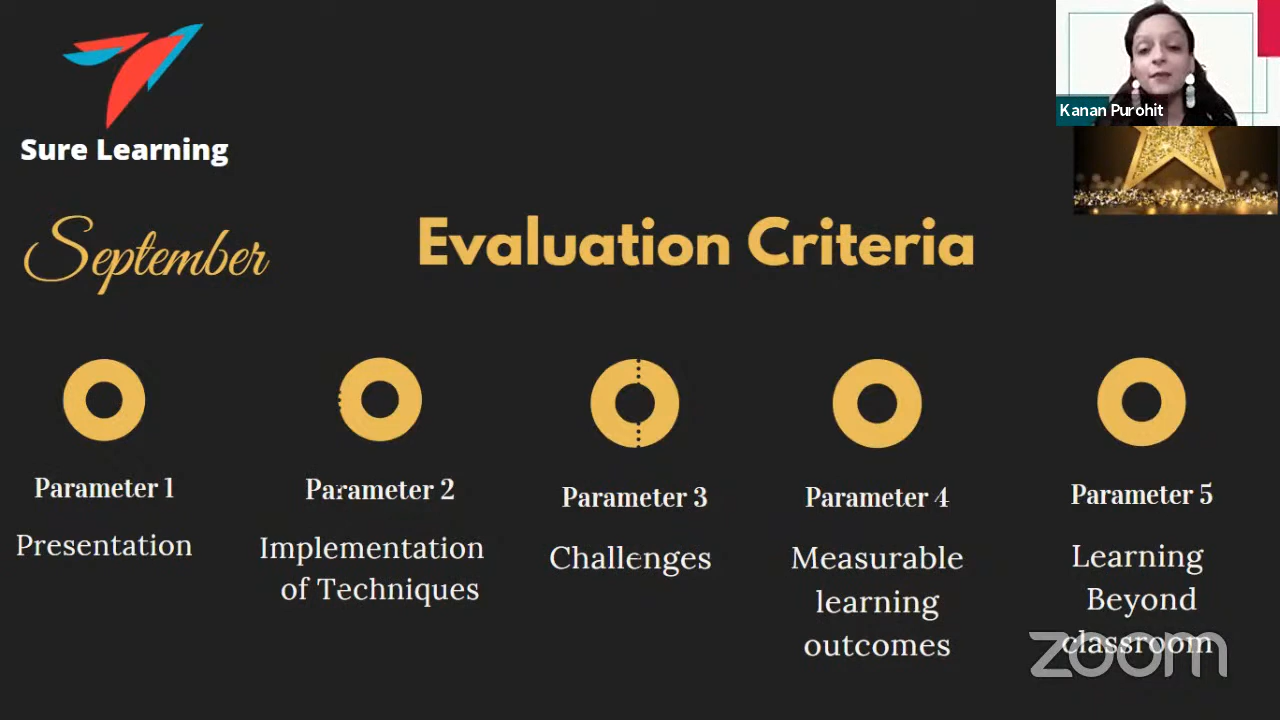 Sure Learning
Kanan Purohit
September
Evaluation Criteria
Parameter 1
Presentation
Parameter 2
Implementation
of Techniques
Parameter 3
Challenges
Parameter 4
Measurable
learning
outcomes
Parameter 5
Learning
Beyond
classroom
zoom